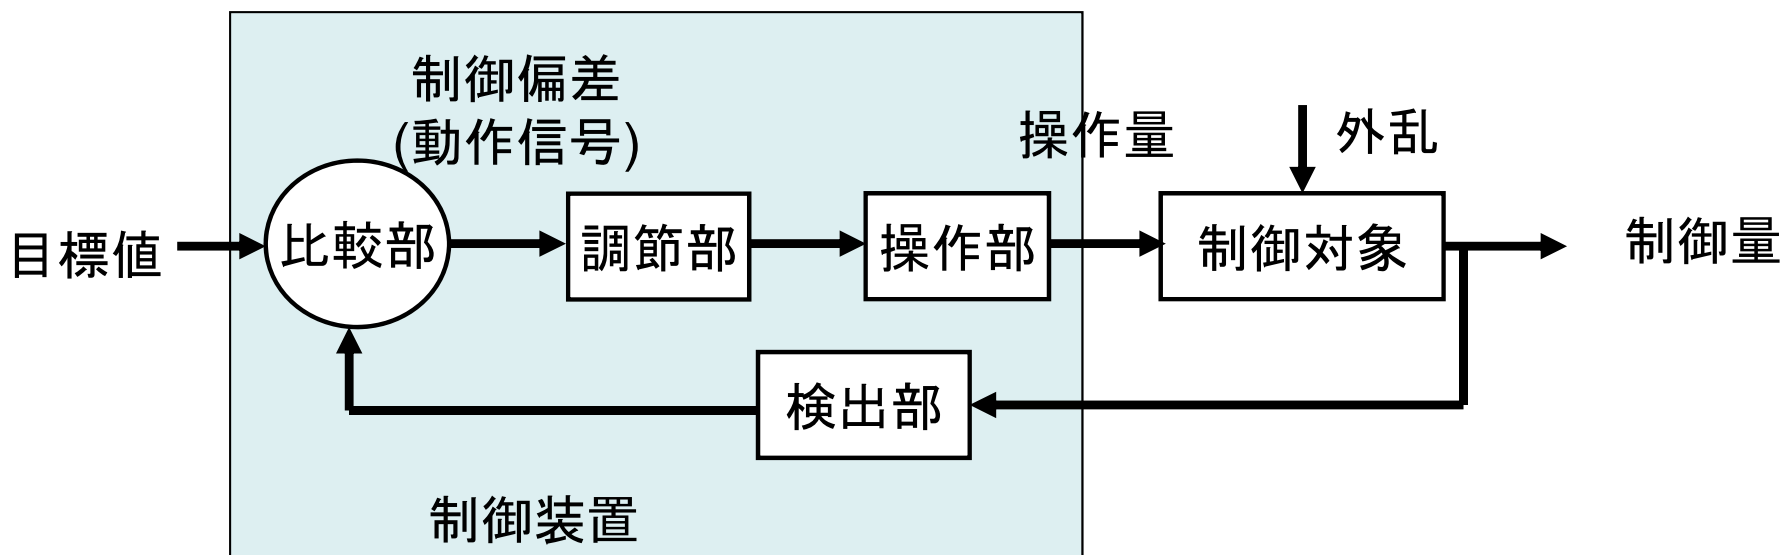 制御偏差
(動作信号)
操作量
外乱
目標値
比較部
調節部
操作部
制御対象
制御量
検出部
制御装置